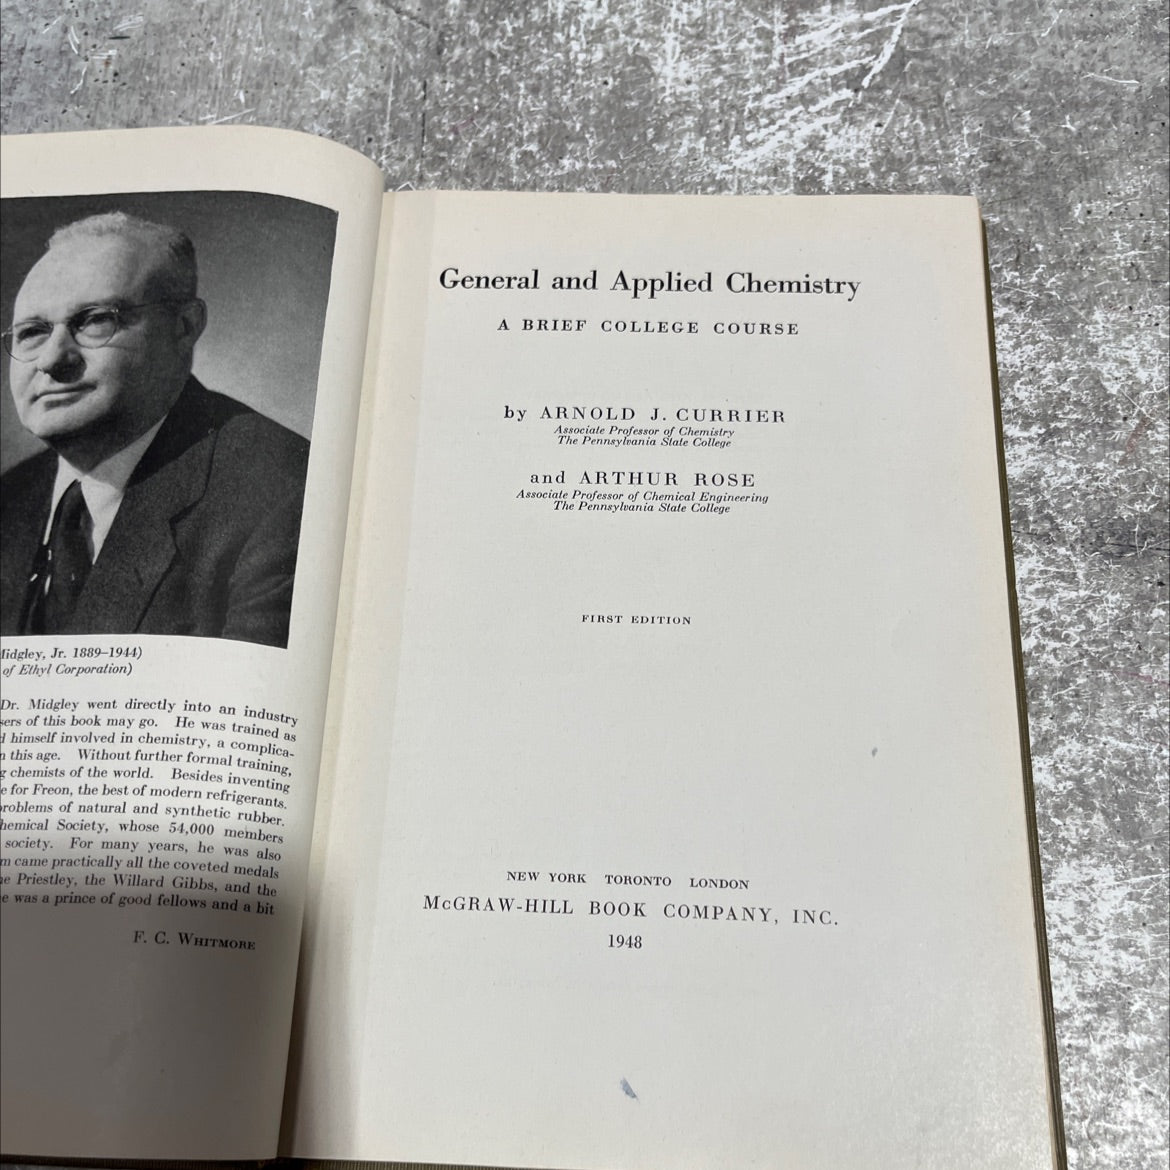 Midgley, Jr. 1889–1944)
of Ethyl Corporation)
Dr. Midgley went directly into an industry
of this book may go. He was trained as
himself involved in chemistry, a complica-
this age. Without further formal training,
chemists of the world. Besides inventing
for Freon, the best of modern refrigerants.
problems of natural and synthetic rubber.
Chemical Society, whose 54,000 members
society. For many years, he was also
came practically all the coveted medals
Priestley, the Willard Gibbs, and the
was a prince of good fellows and a bit
F. C. WHITMORE
General and Applied Chemistry
A BRIEF COLLEGE COURSE
by ARNOLD J. CURRIER
Associate Professor of Chemistry
The Pennsylvania State College
and ARTHUR ROSE
Associate Professor of Chemical Engineering
The Pennsylvania State College
FIRST EDITION
NEW YORK TORONTO LONDON
McGRAW-HILL BOOK COMPANY, INC.
1948